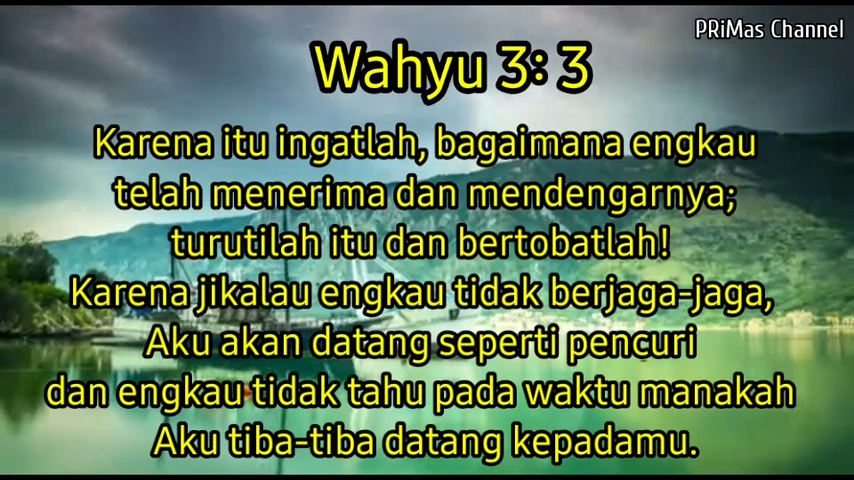 PRiMas Channel
Wahyu 3: 3
Karena itu ingatlah, bagaimana engkau
telah menerima dan mendengarnya;
turutilah itu dan bertobatlah!
Karena jikalau engkau tidak berjaga-jaga,
Aku akan datang seperti pencuri
dan engkau tidak tahu pada waktu manakah
Aku tiba-tiba datang kepadamu.